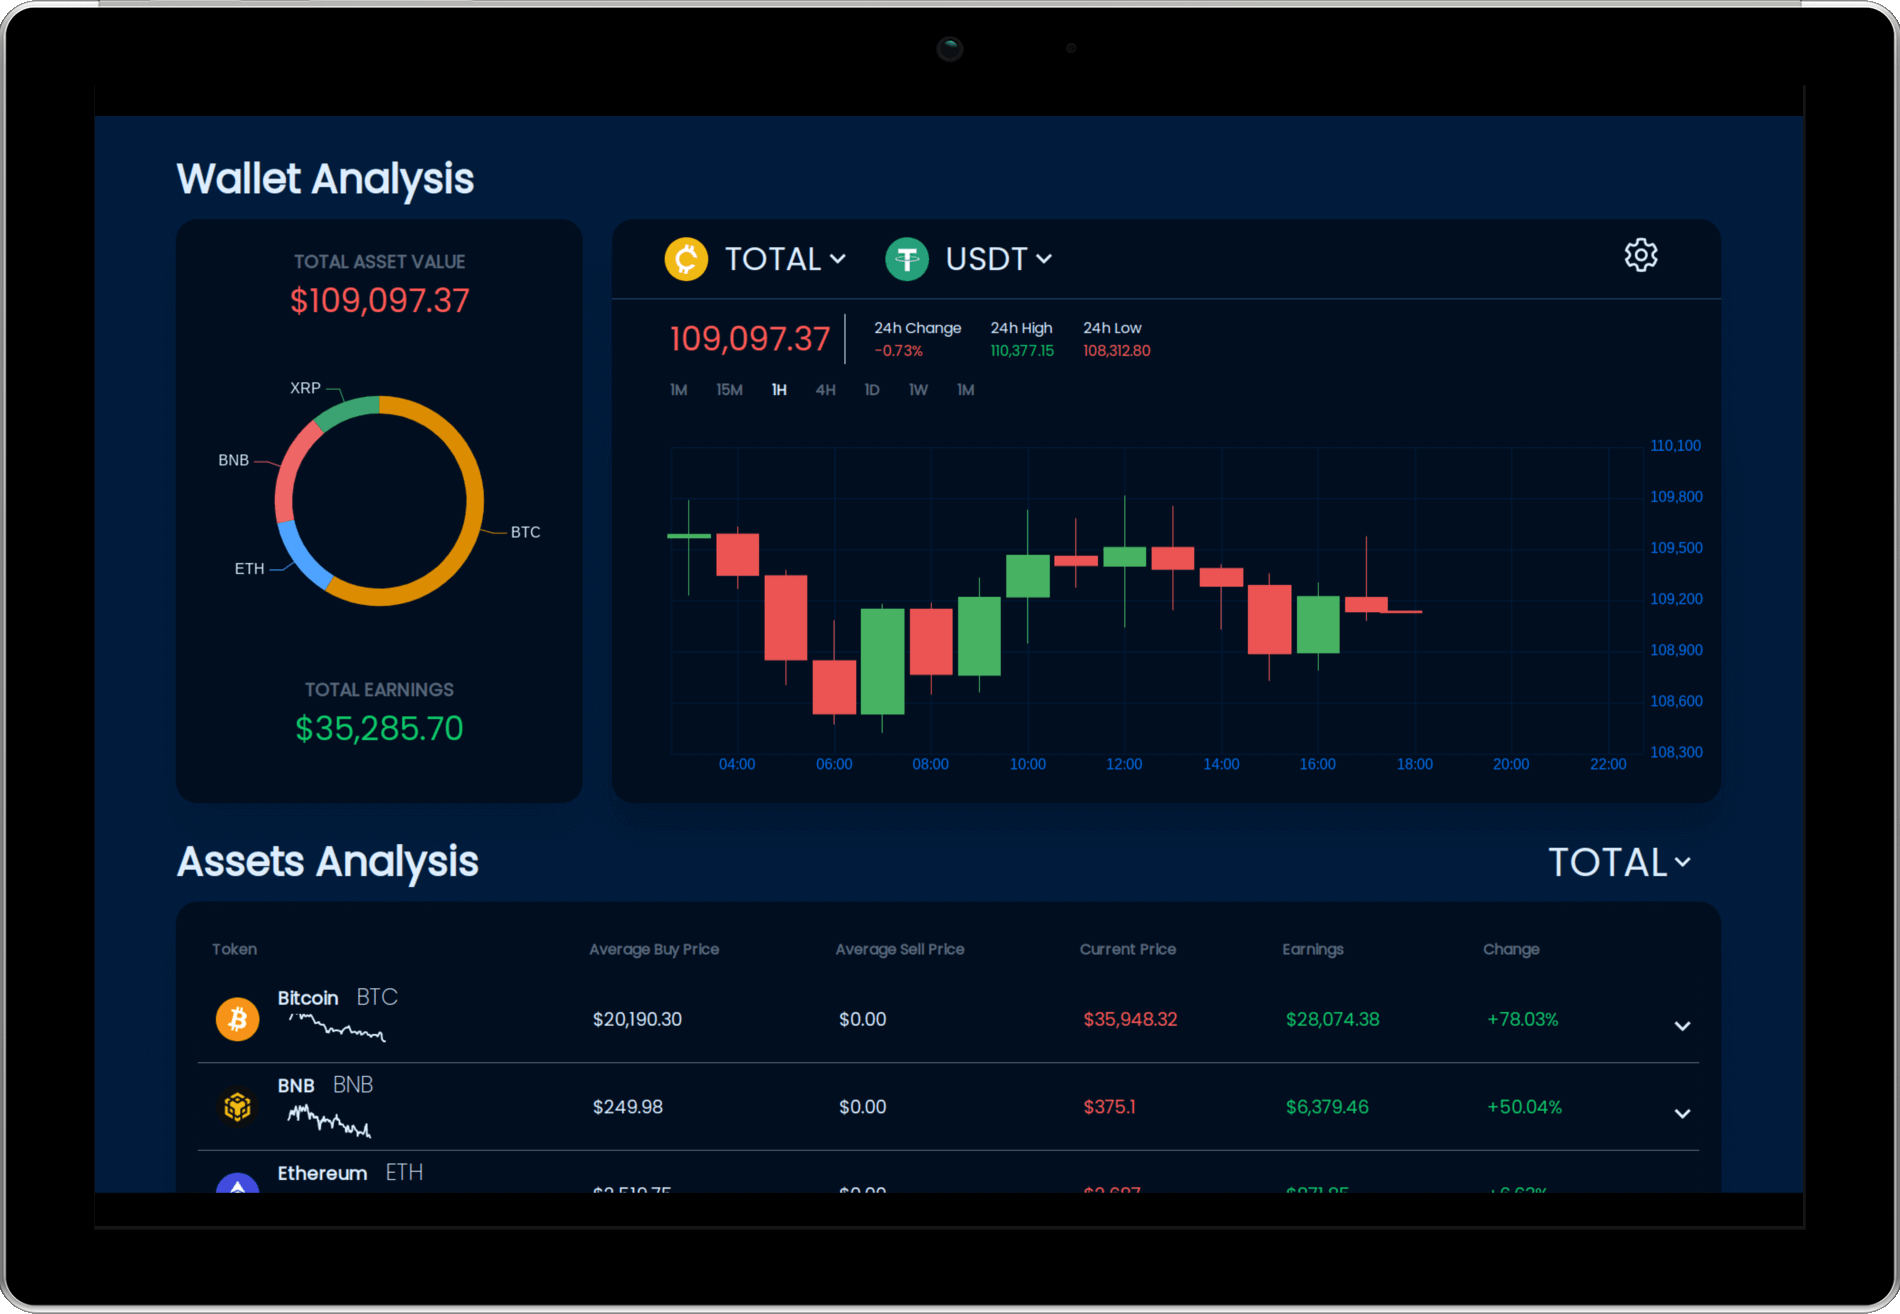 Wallet Analysis
TOTAL ASSET VALUE
$109,097.37
XRP
BNB
BTC
ETH
TOTAL EARNINGS
$35,285.70
TOTAL
USDT
109,097.37
24h Change
-0.73%
24h High
110,377.15
24h Low
108,312.80
1M 15M 1H 4H 1D 1W 1M
110,100
109,800
109,500
109,200
108,900
108,600
108,300
04:00 06:00 08:00 10:00 12:00 14:00 16:00 18:00 20:00 22:00
Assets Analysis
TOTAL
Token Average Buy Price Average Sell Price Current Price Earnings Change
Bitcoin BTC
$20,190.30 $0.00 $35,948.32 $28,074.38 +78.03%
BNB BNB
$249.98 $0.00 $375.1 $6,379.46 +50.04%
Ethereum ETH